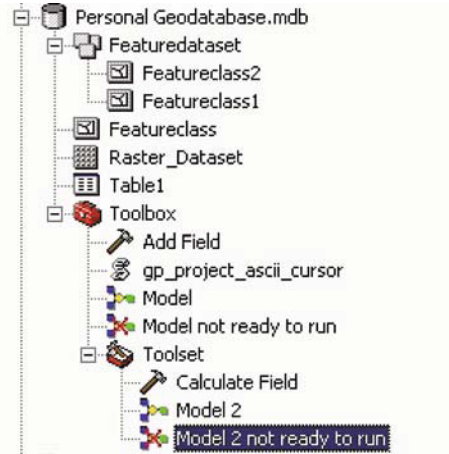 Personal Geodatabase.mdb
Featuredataset
Featureclass2
Featureclass1
Featureclass
Raster_Dataset
Table1
Toolbox
Add Field
gp_project_ascii_cursor
Model
Model not ready to run
Toolset
Calculate Field
Model 2
Model 2 not ready to run